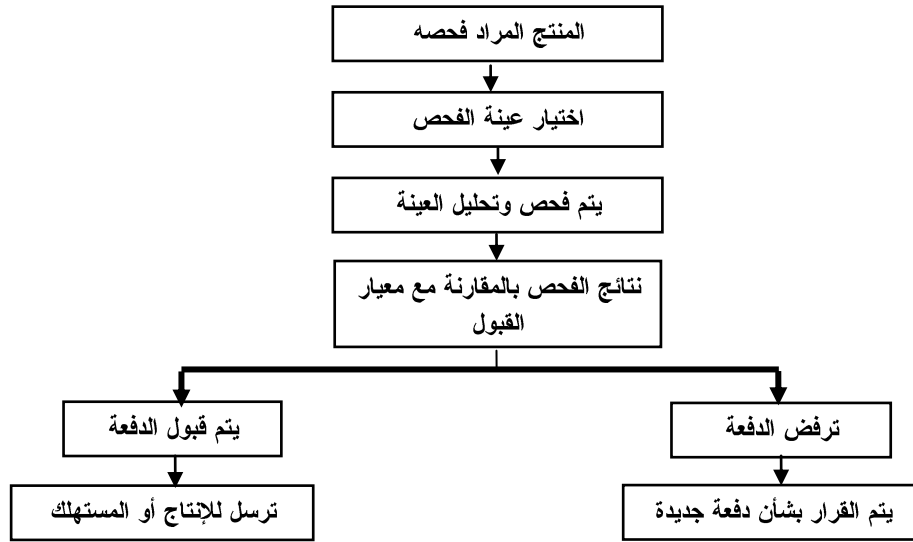 المنتج المراد فحصه
اختيار عينة الفحص
يتم فحص وتحليل العينة
نتائج الفحص بالمقارنة مع معيار
القبول
ترفض الدفعة
يتم قبول الدفعة
يتم القرار بشأن دفعة جديدة
ترسل للإنتاج أو المستهلك